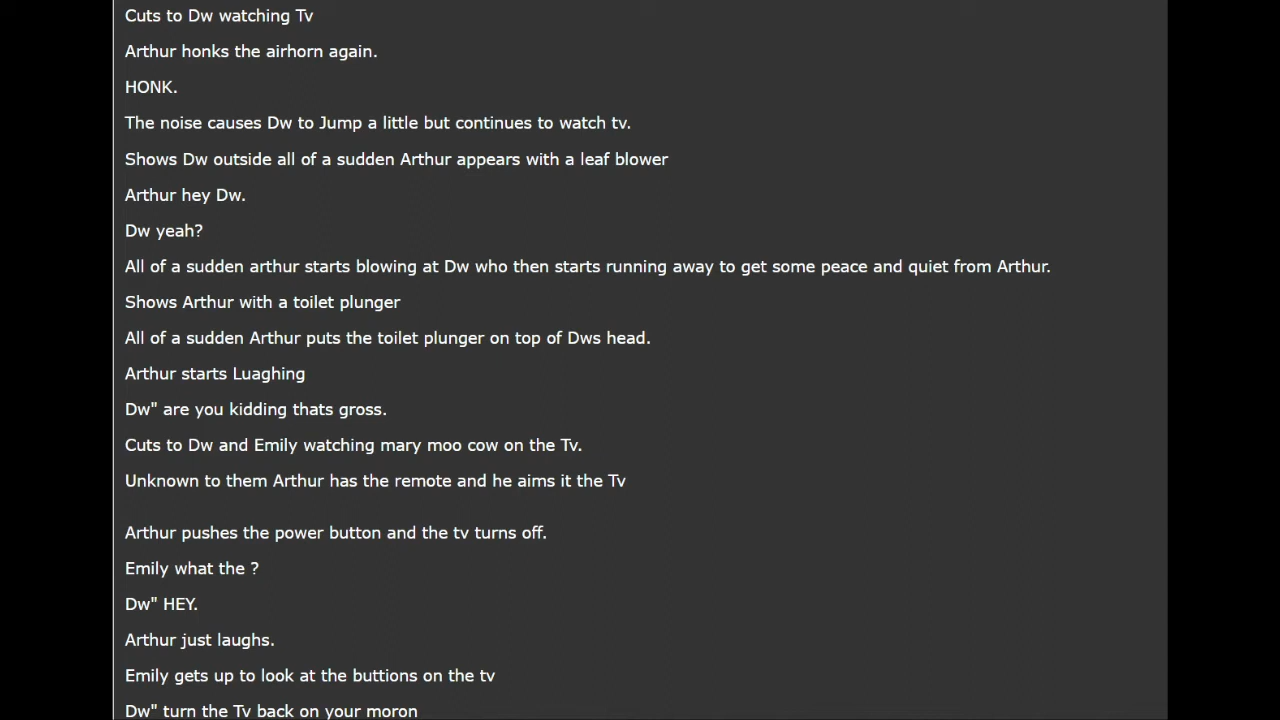 Cuts to Dw watching Tv
Arthur honks the airhorn again.
HONK.
The noise causes Dw to Jump a little but continues to watch tv.
Shows Dw outside all of a sudden Arthur appears with a leaf blower
Arthur hey Dw.
Dw yeah?
All of a sudden arthur starts blowing at Dw who then starts running away to get some peace and quiet from Arthur.
Shows Arthur with a toilet plunger
All of a sudden Arthur puts the toilet plunger on top of Dws head.
Arthur starts Luaghing
Dw" are you kidding thats gross.
Cuts to Dw and Emily watching mary moo cow on the Tv.
Unknown to them Arthur has the remote and he aims it the Tv
Arthur pushes the power button and the tv turns off.
Emily what the ?
Dw" HEY.
Arthur just laughs.
Emily gets up to look at the buttions on the tv
Dw" turn the Tv back on your moron